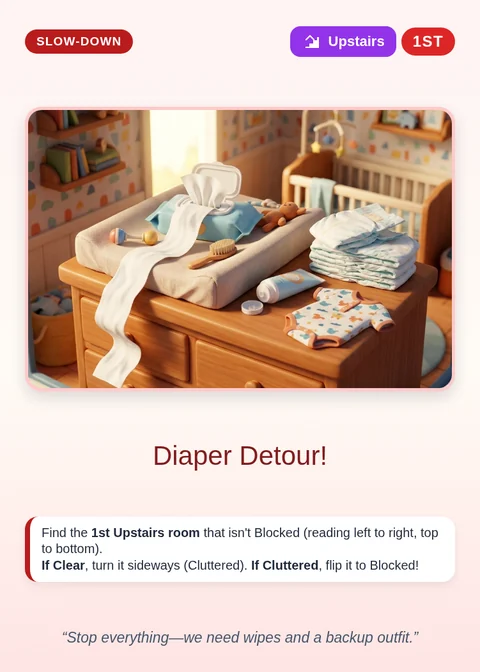 SLOW-DOWN
Upstairs
1ST
Diaper Detour!
Find the 1st Upstairs room that isn't Blocked (reading left to right, top
to bottom).
If Clear, turn it sideways (Cluttered). If Cluttered, flip it to Blocked!
“Stop everything—we need wipes and a backup outfit.”